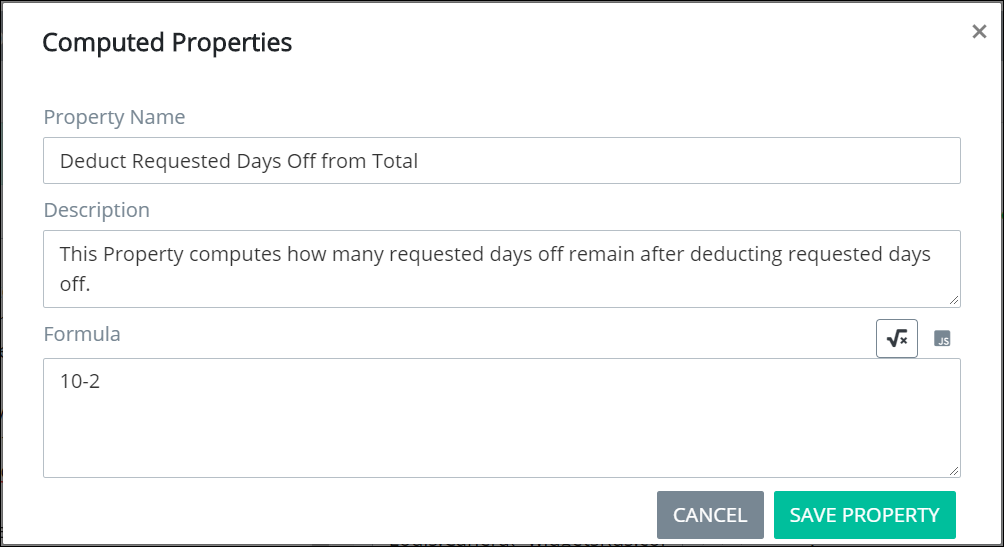 Computed Properties
×
Property Name
Deduct Requested Days Off from Total
Description
This Property computes how many requested days off remain after deducting requested days
off.
Formula
√x
JS
10-2
CANCEL
SAVE PROPERTY